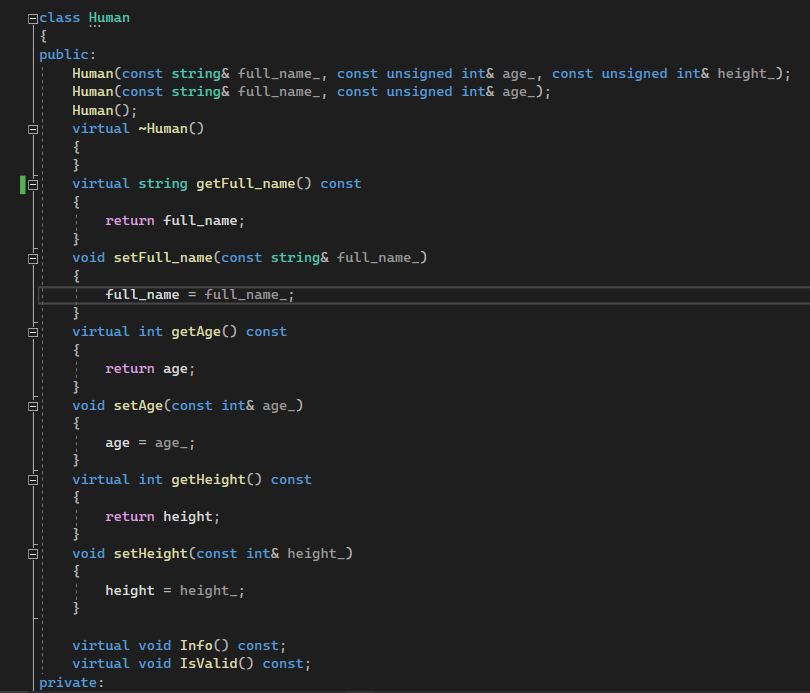 class Human
{
public:
    Human(const string& full_name_, const unsigned int& age_, const unsigned int& height_);
    Human(const string& full_name_, const unsigned int& age_);
    Human();
    virtual ~Human()
    {
    }
    virtual string getFull_name() const
    {
        return full_name;
    }
    void setFull_name(const string& full_name_)
    {
        full_name = full_name_;
    }
    virtual int getAge() const
    {
        return age;
    }
    void setAge(const int& age_)
    {
        age = age_;
    }
    virtual int getHeight() const
    {
        return height;
    }
    void setHeight(const int& height_)
    {
        height = height_;
    }

    virtual void Info() const;
    virtual void IsValid() const;
private: